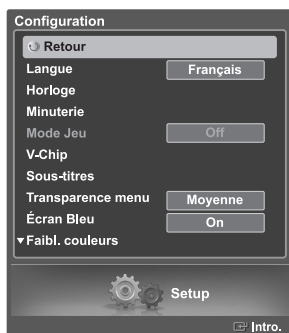 Configuration
Retour
Langue Français
Horloge
Minuterie
Mode Jeu Off
V-Chip
Sous-titres
Transparence menu Moyenne
Écran Bleu On
▼Faibl. couleurs
Setup
Intro.